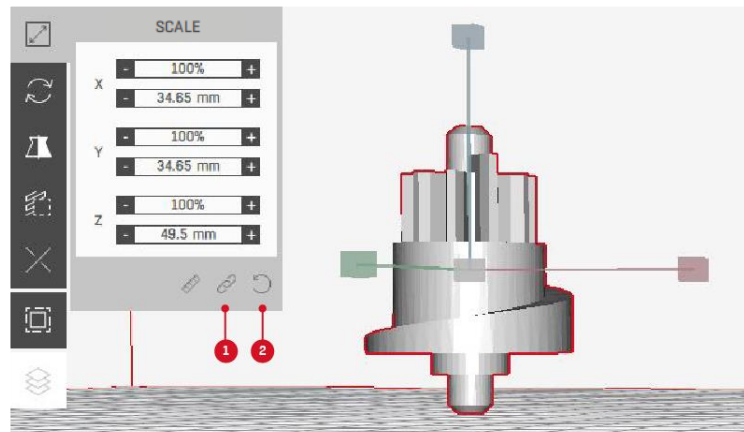 SCALE
X
- 100% +
- 34.65 mm +
Y
- 100% +
- 34.65 mm +
Z
- 100% +
- 49.5 mm +
1 2